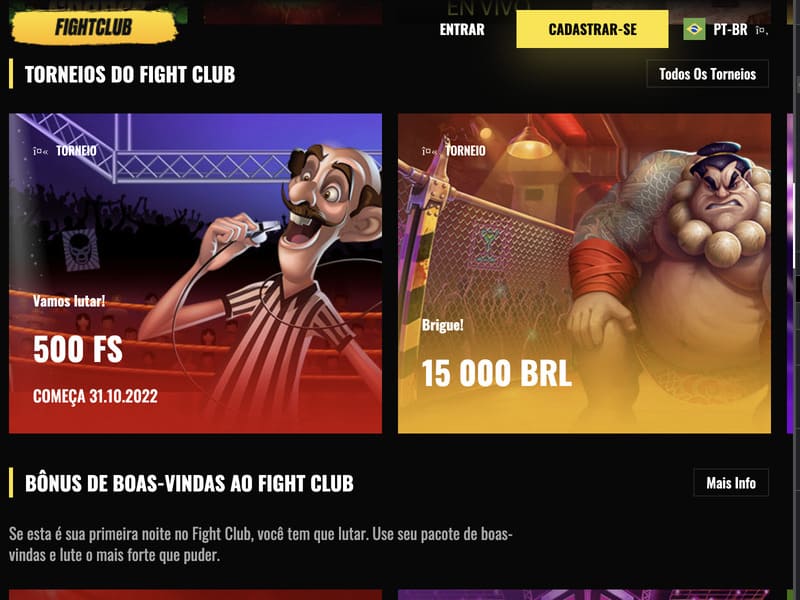 EN VIVO
FIGHTCLUB
ENTRAR
CADASTRAR-SE
PT-BR
TORNEIOS DO FIGHT CLUB
Todos Os Torneios
TORNEIO
Vamos lutar!
500 FS
COMEÇA 31.10.2022
TORNEIO
Brigue!
15 000 BRL
BÔNUS DE BOAS-VINDAS AO FIGHT CLUB
Mais Info
Se esta é sua primeira noite no Fight Club, você tem que lutar. Use seu pacote de boas-
vindas e lute o mais forte que puder.